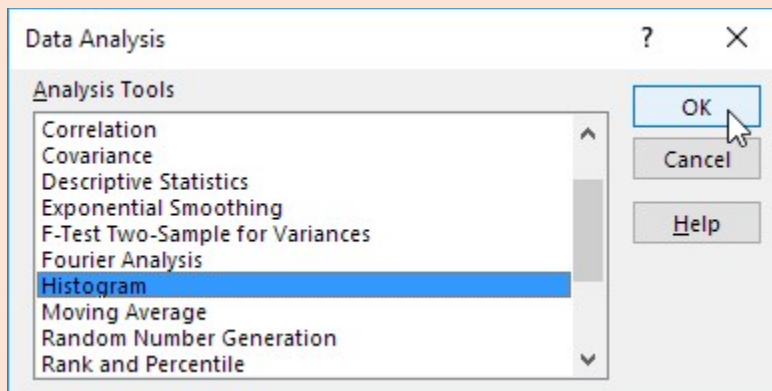 Data Analysis ? X
Analysis Tools
Correlation
Covariance
Descriptive Statistics
Exponential Smoothing
F-Test Two-Sample for Variances
Fourier Analysis
Histogram
Moving Average
Random Number Generation
Rank and Percentile
OK
Cancel
Help